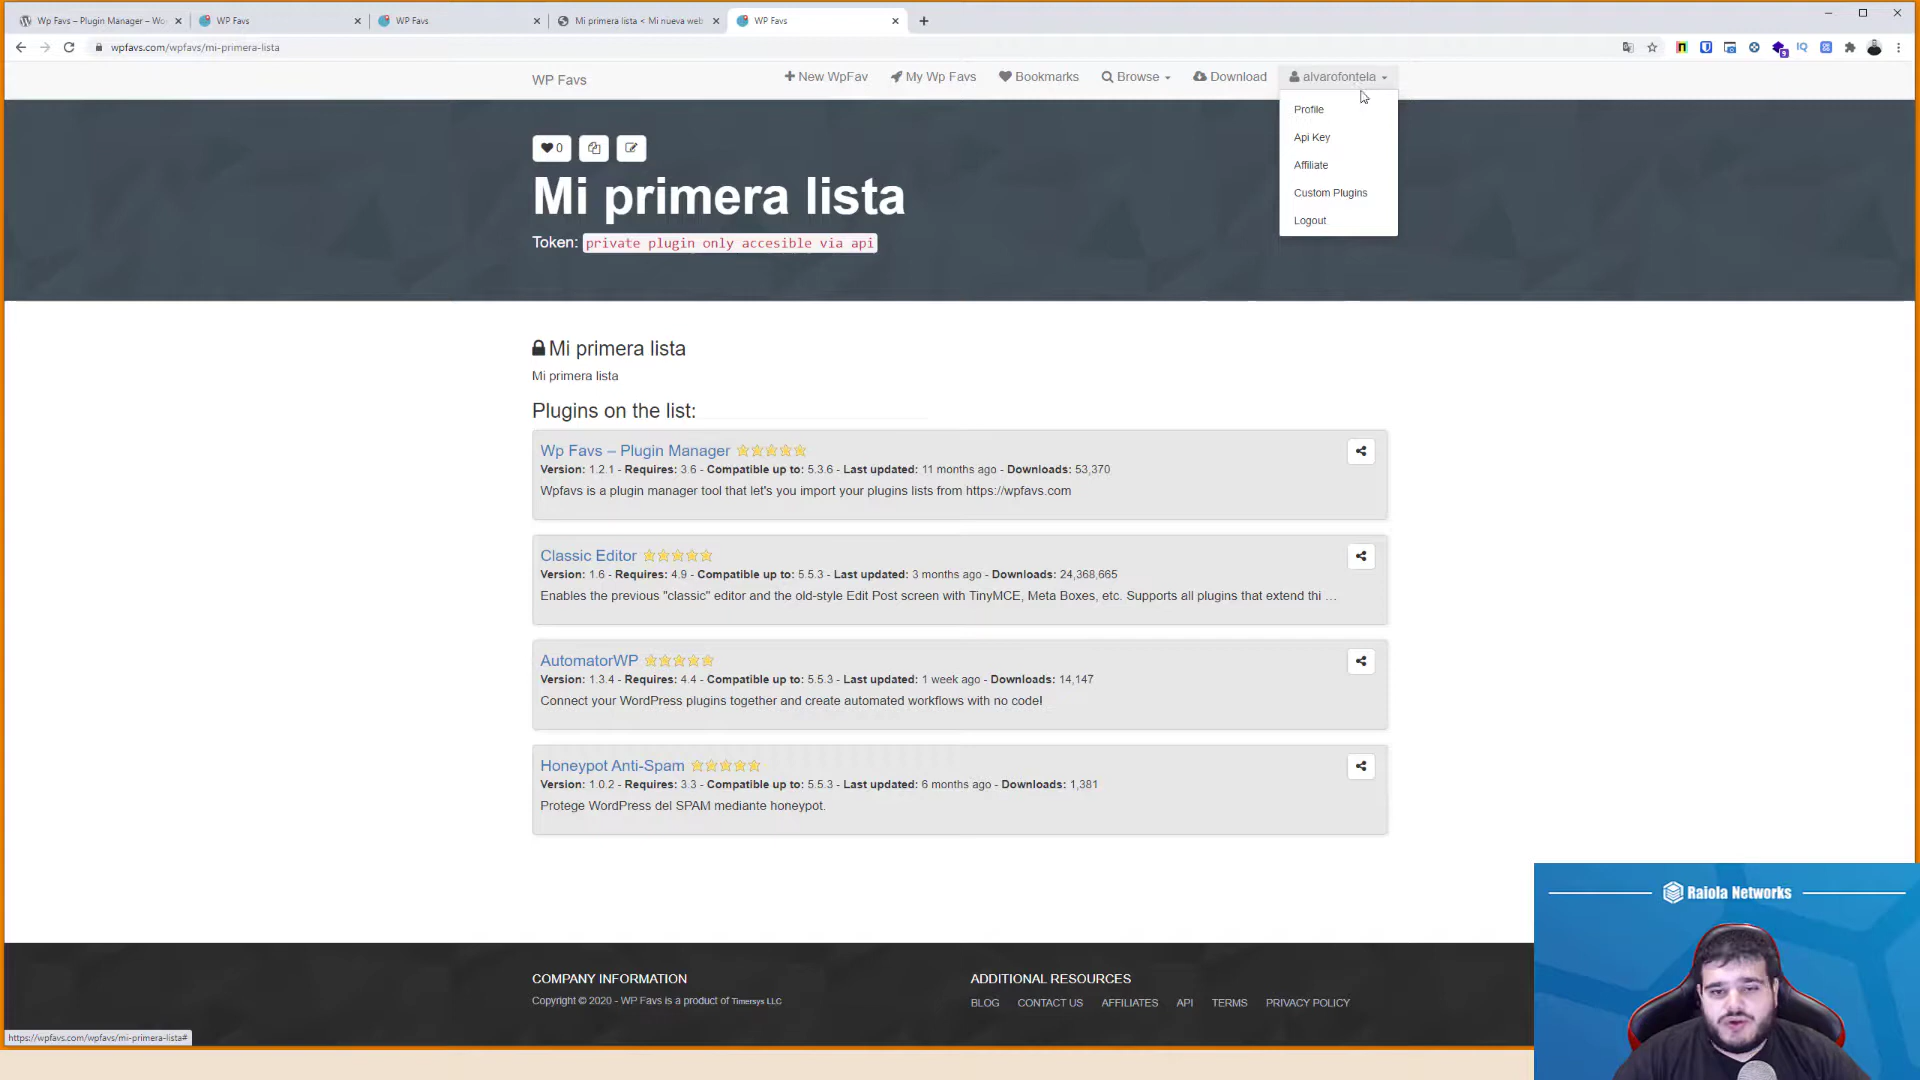 Wp Favs – Plugin Manager – Wo
WP Favs
WP Favs
Mi primera lista < Mi nueva web
WP Favs
wpfavs.com/wpfavs/mi-primera-lista
WP Favs
New WpFav
My Wp Favs
Bookmarks
Browse
Download
alvarofontela
Profile
Api Key
Affiliate
Custom Plugins
Logout
0
Mi primera lista
Token: private plugin only accesible via api
Mi primera lista
Mi primera lista
Plugins on the list:
Wp Favs – Plugin Manager
Version: 1.2.1 - Requires: 3.6 - Compatible up to: 5.3.6 - Last updated: 11 months ago - Downloads: 53,370
Wpfavs is a plugin manager tool that let's you import your plugins lists from https://wpfavs.com
Classic Editor
Version: 1.6 - Requires: 4.9 - Compatible up to: 5.5.3 - Last updated: 3 months ago - Downloads: 24,368,665
Enables the previous "classic" editor and the old-style Edit Post screen with TinyMCE, Meta Boxes, etc. Supports all plugins that extend thi …
AutomatorWP
Version: 1.3.4 - Requires: 4.4 - Compatible up to: 5.5.3 - Last updated: 1 week ago - Downloads: 14,147
Connect your WordPress plugins together and create automated workflows with no code!
Honeypot Anti-Spam
Version: 1.0.2 - Requires: 3.3 - Compatible up to: 5.5.3 - Last updated: 6 months ago - Downloads: 1,381
Protege WordPress del SPAM mediante honeypot.
Raiola Networks
COMPANY INFORMATION
Copyright © 2020 - WP Favs is a product of Timersys LLC
ADDITIONAL RESOURCES
BLOG CONTACT US AFFILIATES API TERMS PRIVACY POLICY
https://wpfavs.com/wpfavs/mi-primera-lista#